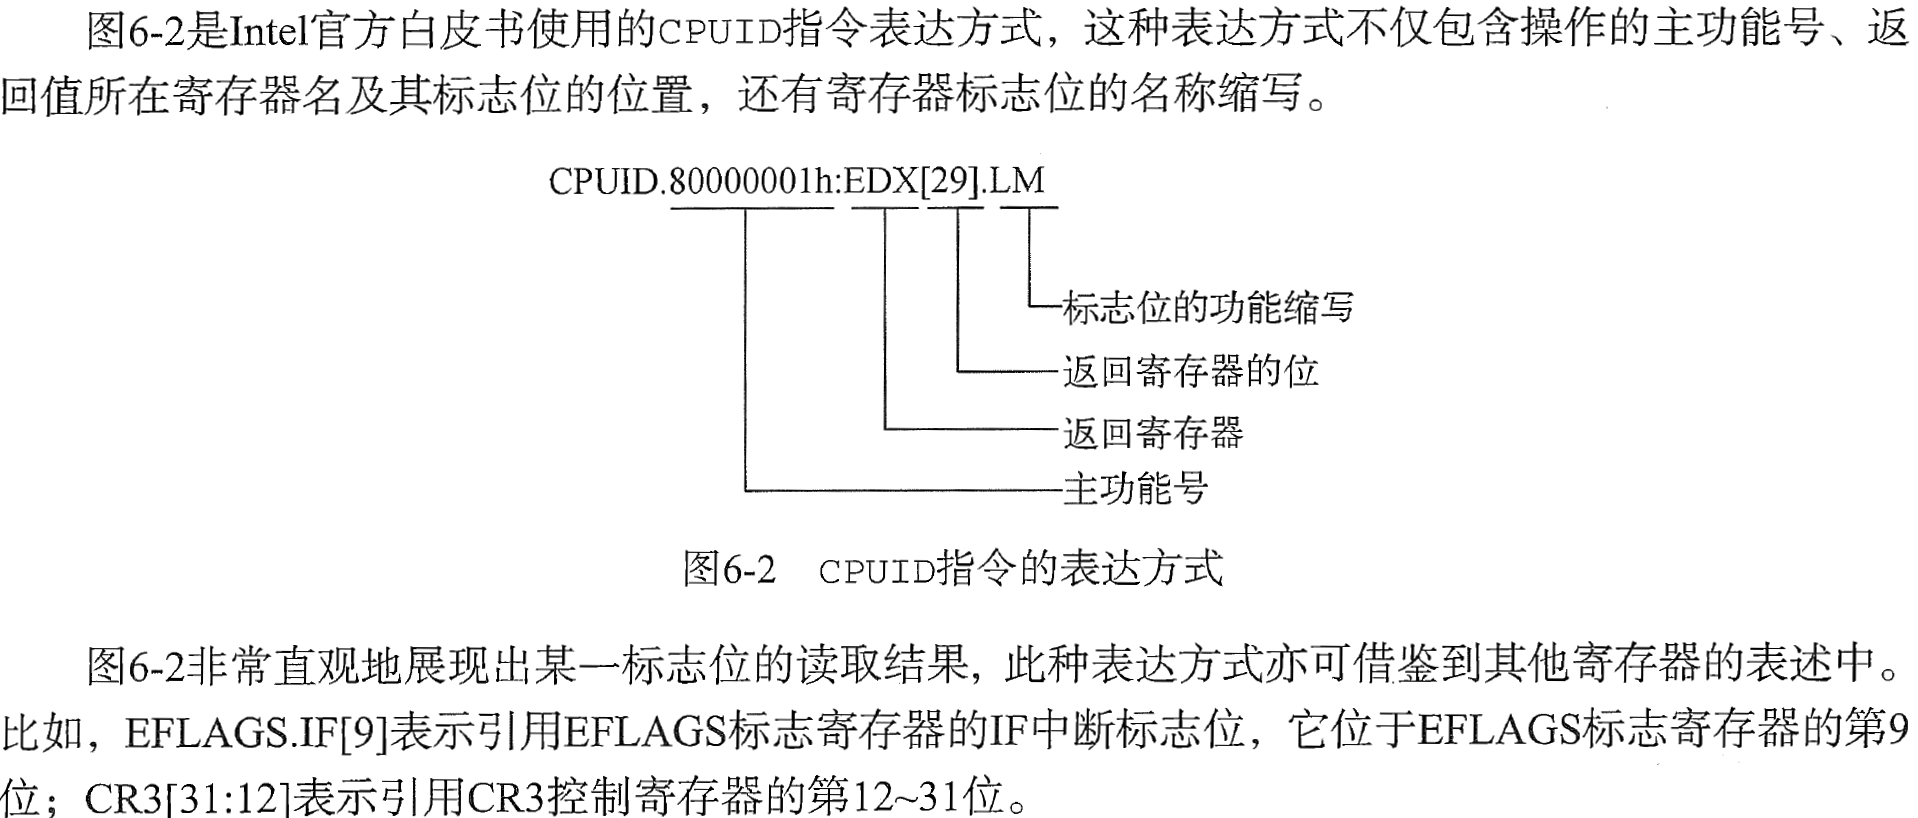 图6-2是Intel官方白皮书使用的CPUID指令表达方式，这种表达方式不仅包含操作的主功能号、返
回值所在寄存器名及其标志位的位置，还有寄存器标志位的名称缩写。
CPUID.80000001h:EDX[29].LM
标志位的功能缩写
返回寄存器的位
返回寄存器
主功能号
图6-2 CPUID指令的表达方式
图6-2非常直观地展现出某一标志位的读取结果，此种表达方式亦可借鉴到其他寄存器的表述中。
比如，EFLAGS.IF[9]表示引用EFLAGS标志寄存器的IF中断标志位，它位于EFLAGS标志寄存器的第9
位；CR3[31:12]表示引用CR3控制寄存器的第12~31位。